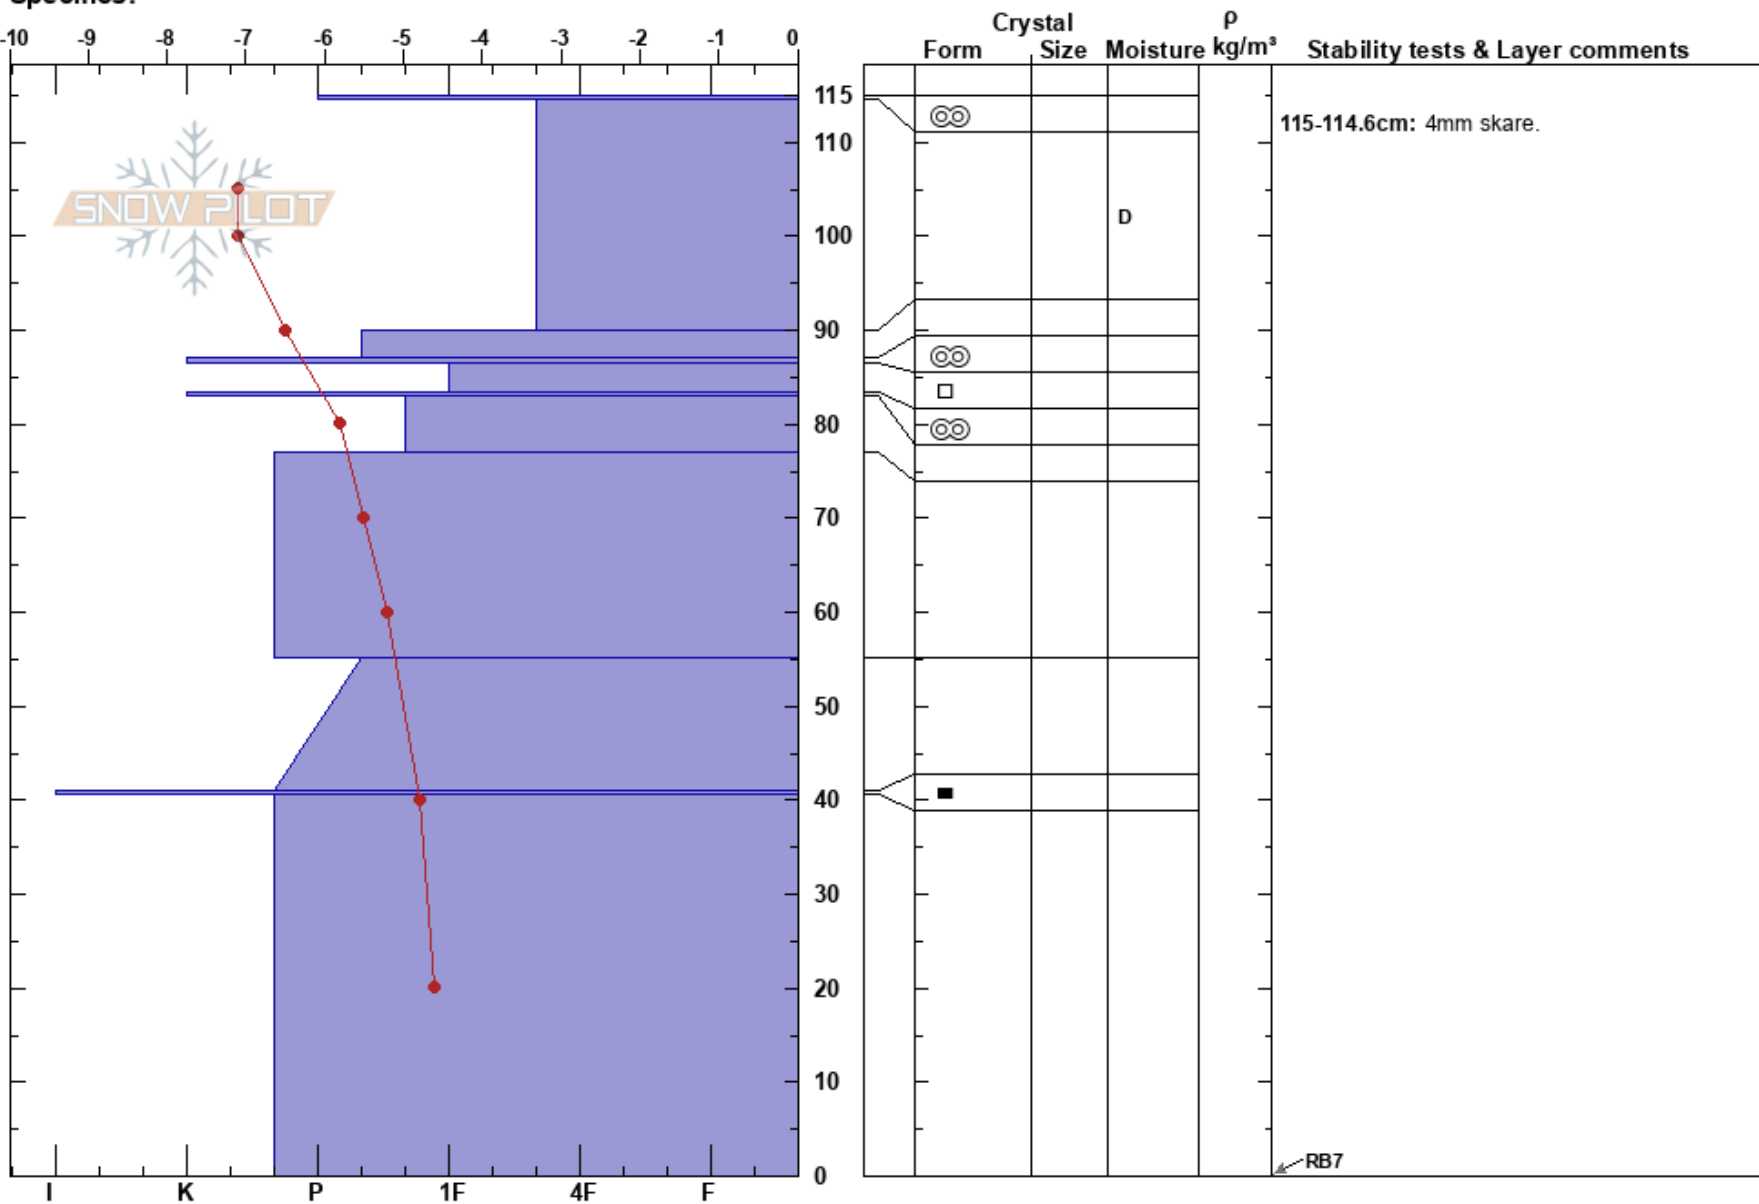 Specifics:
Crystal ρ
-10 -9 -8 -7 -6 -5 -4 -3 -2 -1 0
Form Size Moisture kg/m³ Stability tests & Layer comments
115
115-114.6cm: 4mm skare.
110
SNOW PILOT
D
100
90
80
70
60
50
40
30
20
10
RB7
0
I K P 1F 4F F